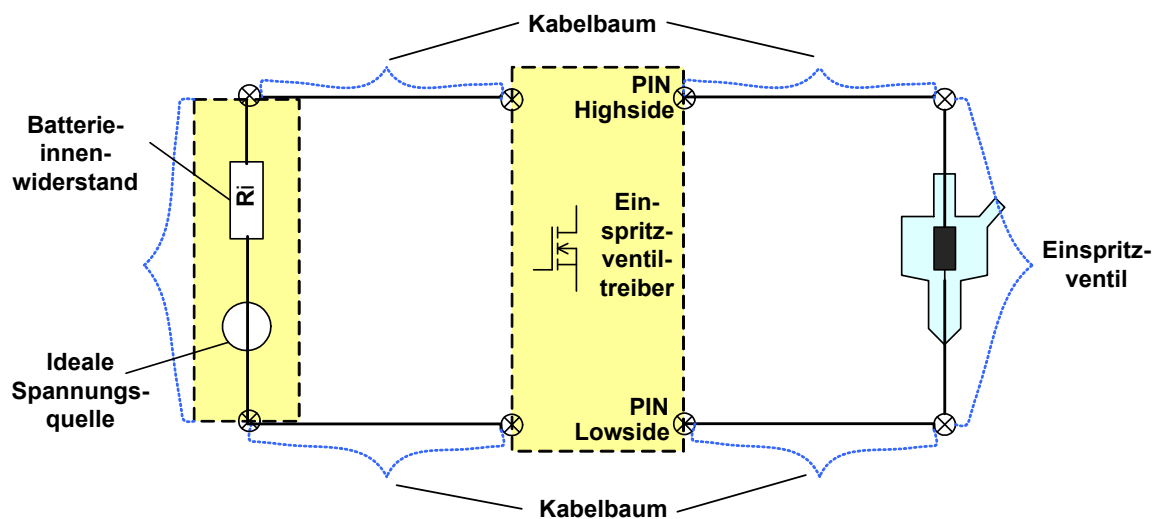 Kabelbaum
PIN
Highside
Batterie-
innen-
widerstand
Ri
Ein-
spritz-
ventil-
treiber
Einspritz-
ventil
Ideale
Spannungs-
quelle
PIN
Lowside
Kabelbaum